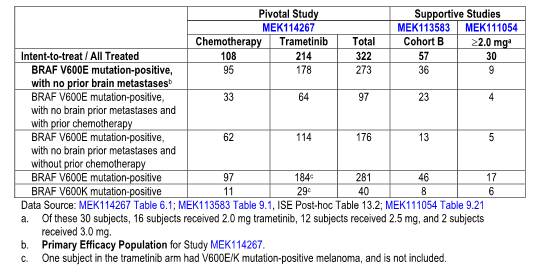 Pivotal Study Supportive Studies
MEK114267 MEK113583 MEK111054
Chemotherapy Trametinib Total Cohort B ≥2.0 mgᵃ
Intent-to-treat / All Treated 108 214 322 57 30
BRAF V600E mutation-positive, with no prior brain metastasesᵇ 95 178 273 36 9
BRAF V600E mutation-positive, with no brain prior metastases and with prior chemotherapy 33 64 97 23 4
BRAF V600E mutation-positive, with no brain prior metastases and without prior chemotherapy 62 114 176 13 5
BRAF V600E mutation-positive 97 184ᶜ 281 46 17
BRAF V600K mutation-positive 11 29ᶜ 40 8 6
Data Source: MEK114267 Table 6.1; MEK113583 Table 9.1, ISE Post-hoc Table 13.2; MEK111054 Table 9.21
a. Of these 30 subjects, 16 subjects received 2.0 mg trametinib, 12 subjects received 2.5 mg, and 2 subjects
received 3.0 mg.
b. Primary Efficacy Population for Study MEK114267.
c. One subject in the trametinib arm had V600E/K mutation-positive melanoma, and is not included.